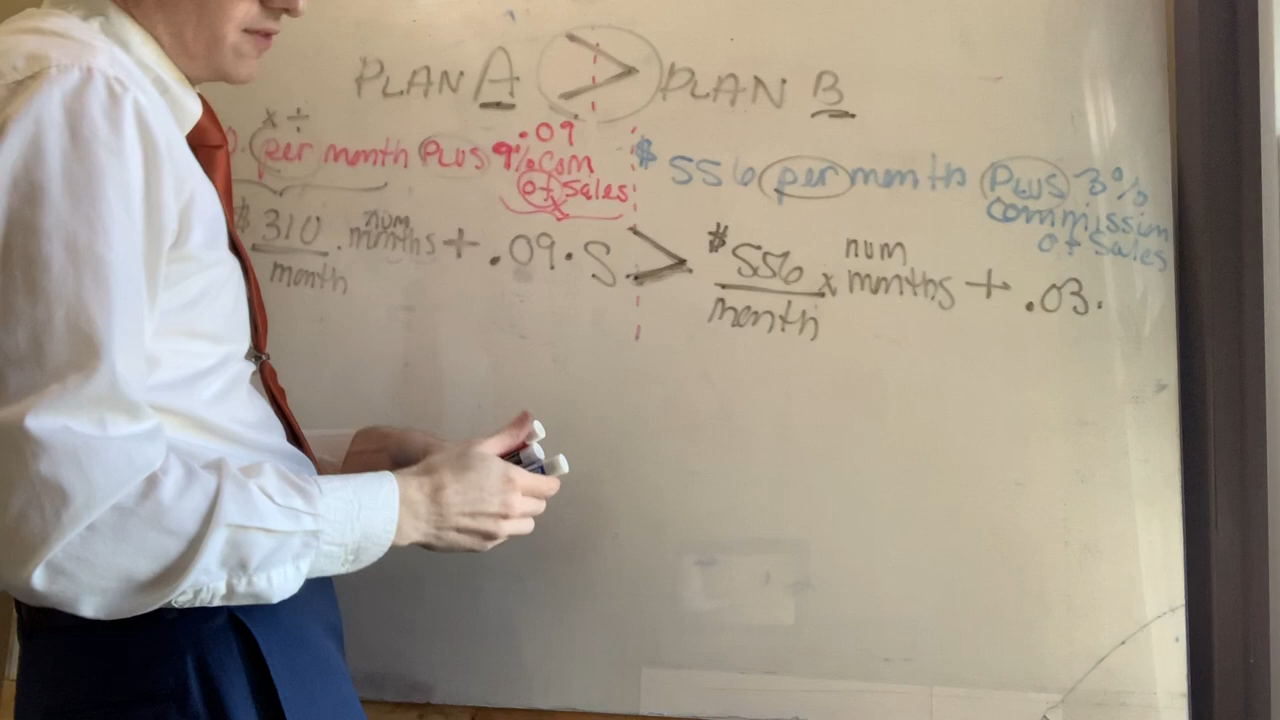 PLAN A > PLAN B
× ÷
.09
0. per month PLUS 9% com
of sales
×
$ 556 per month PLUS 3%
commission
of sales
$310/month · num months + .09 · S > $556/month × num months + .03 ·